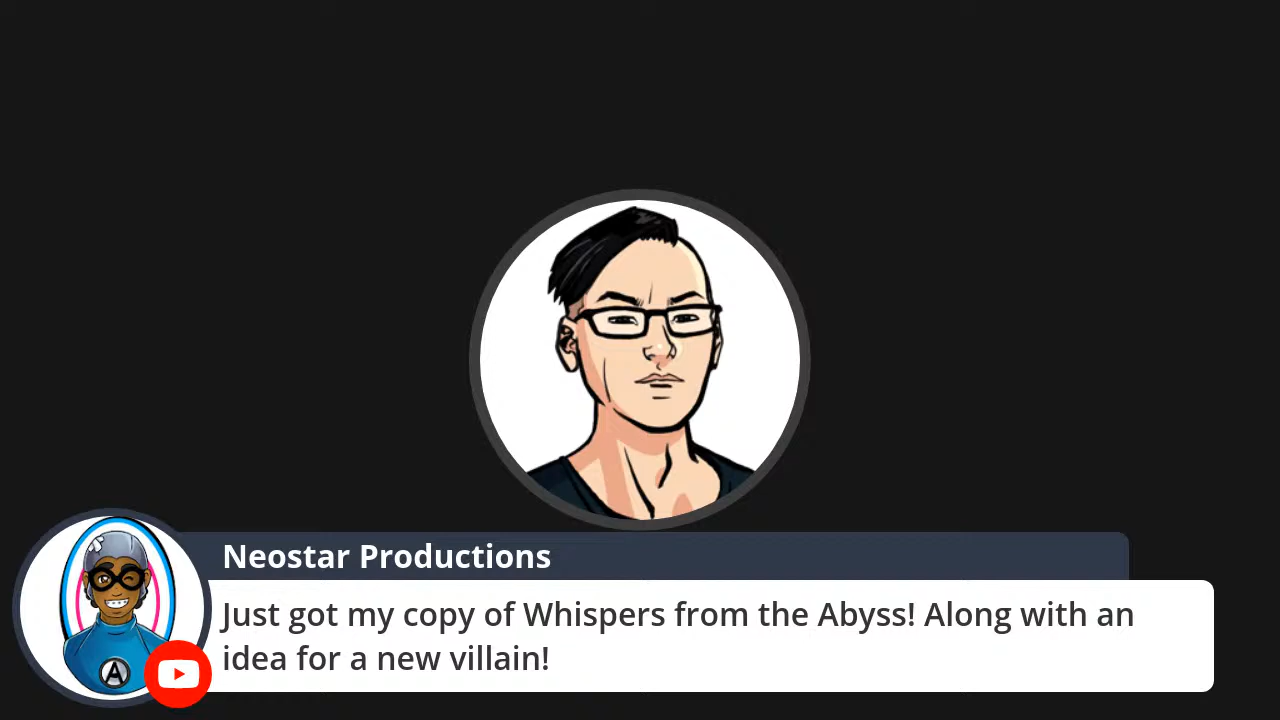 Neostar Productions
Just got my copy of Whispers from the Abyss! Along with an
idea for a new villain!
A